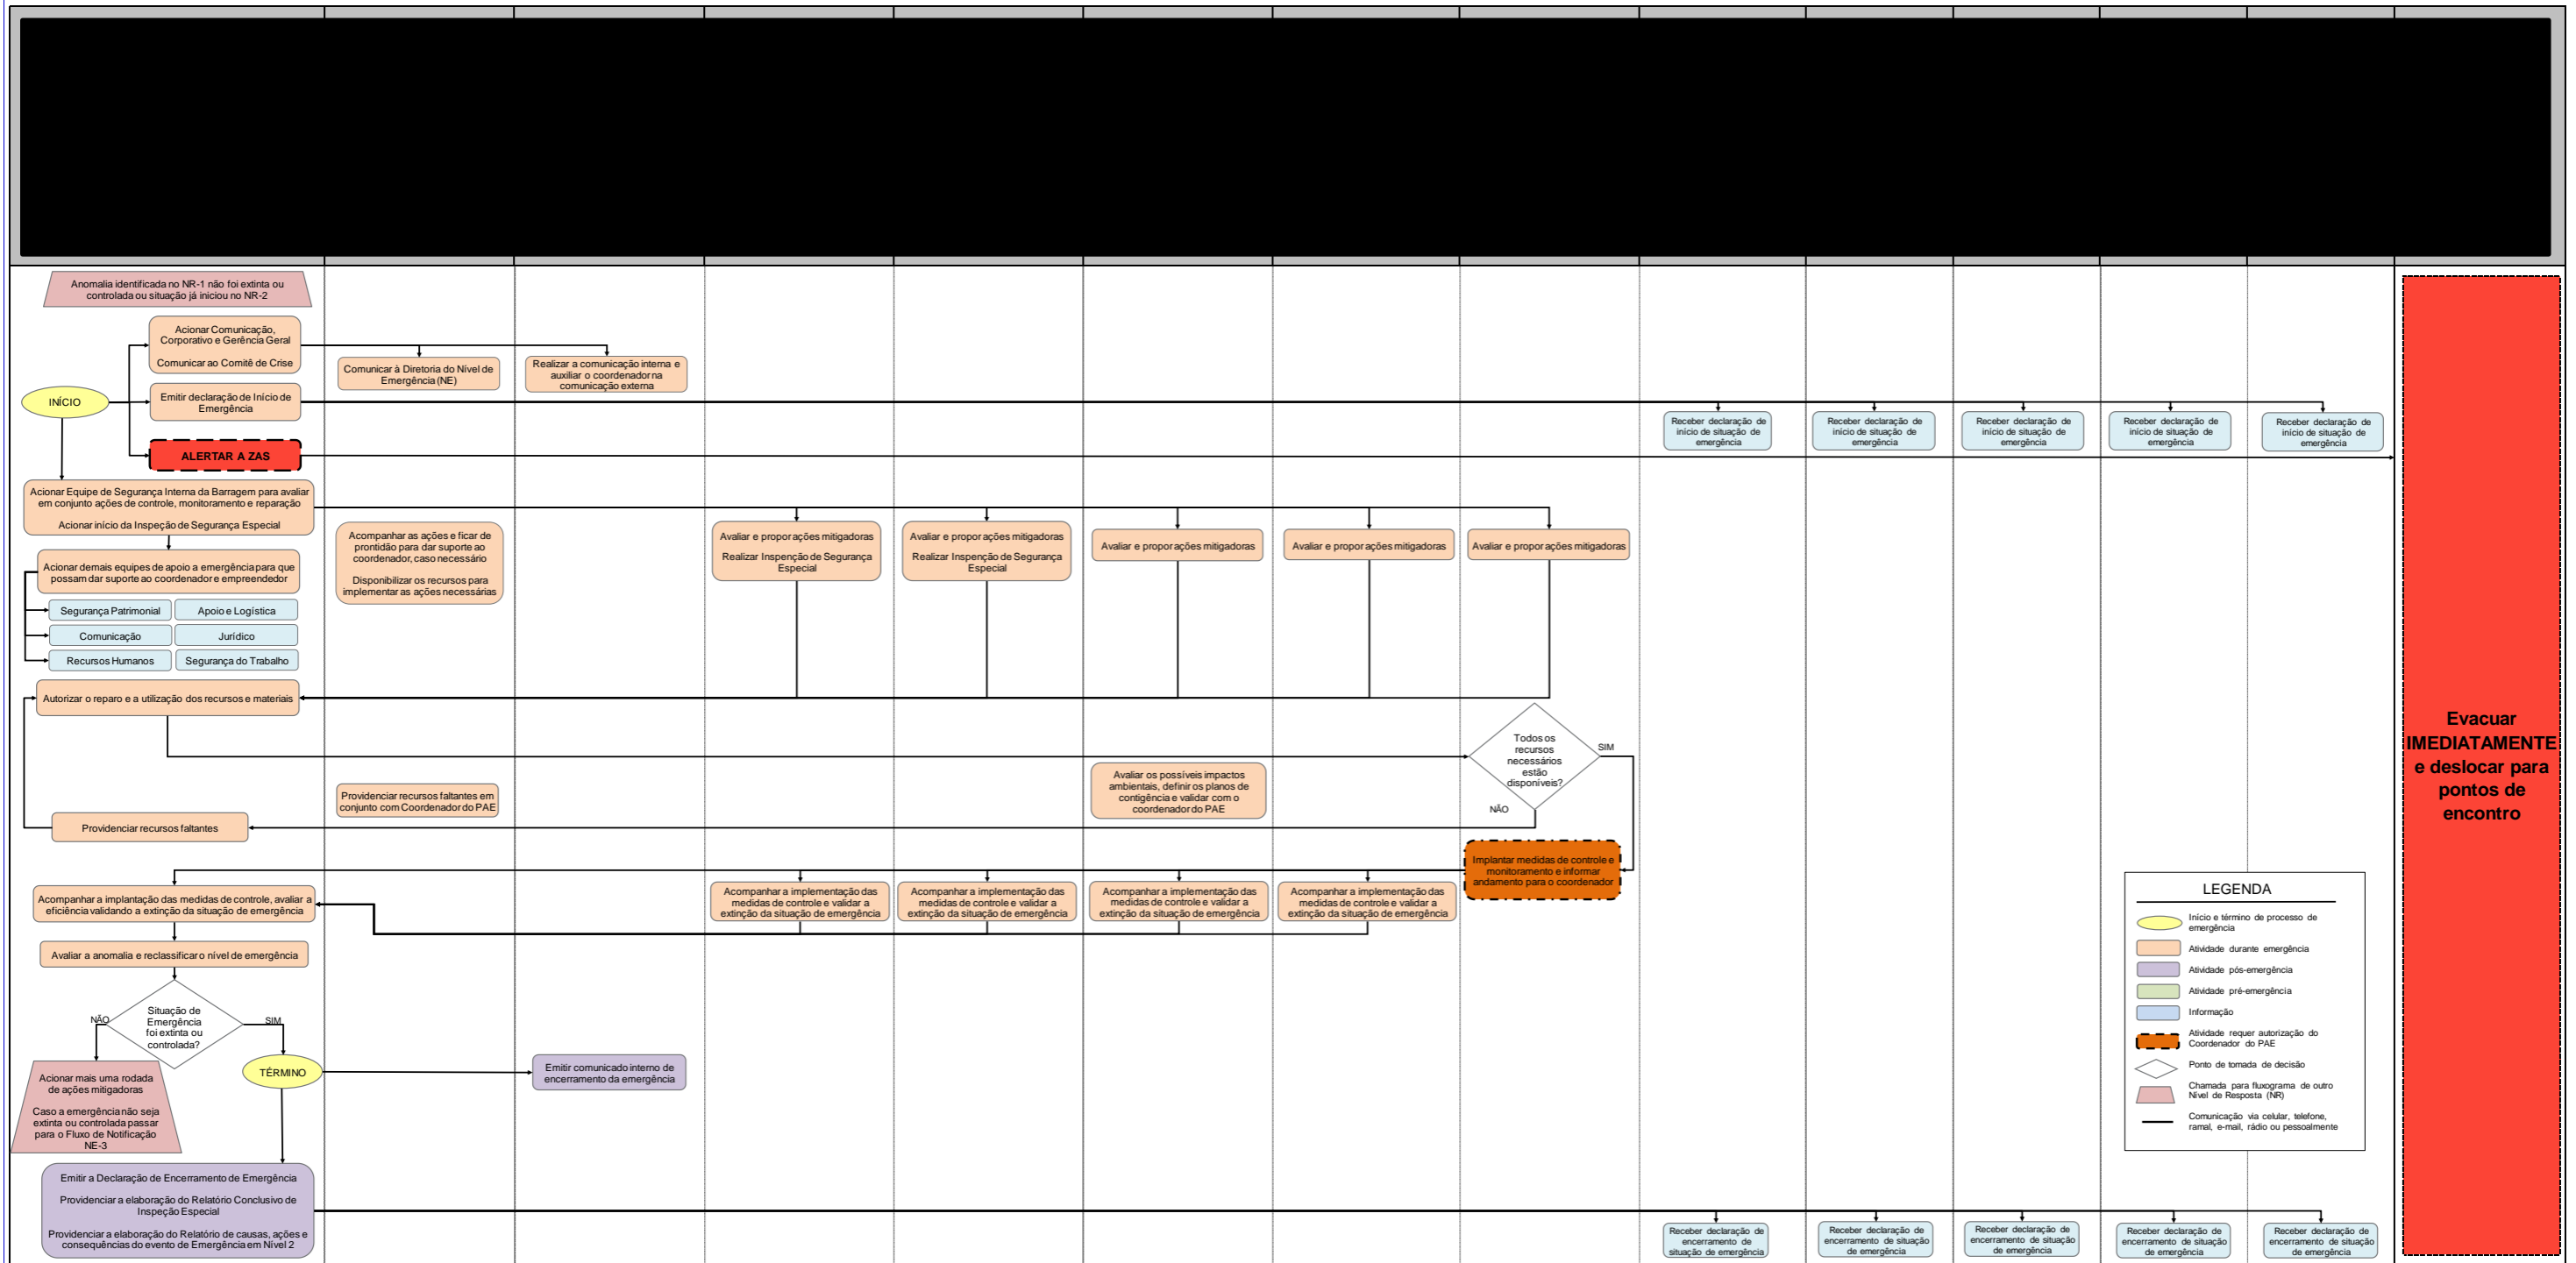 Anomalia identificada no NR-1 não foi extinta ou
controlada ou situação já iniciou no NR-2
Acionar Comunicação,
Corporativo e Gerência Geral
Comunicar ao Comitê de Crise
Comunicar à Diretoria do Nível de
Emergência (NE)
Realizar a comunicação interna e
auxiliar o coordenador na
comunicação externa
INÍCIO
Emitir declaração de Início de
Emergência
Receber declaração de
início de situação de
emergência
Receber declaração de
início de situação de
emergência
Receber declaração de
início de situação de
emergência
Receber declaração de
início de situação de
emergência
Receber declaração de
início de situação de
emergência
ALERTAR A ZAS
Acionar Equipe de Segurança Interna da Barragem para avaliar
em conjunto ações de controle, monitoramento e reparação
Acionar início da Inspeção de Segurança Especial
Acompanhar as ações e ficar de
prontidão para dar suporte ao
coordenador, caso necessário
Disponibilizar os recursos para
implementar as ações necessárias
Avaliar e propor ações mitigadoras
Realizar Inspenção de Segurança
Especial
Avaliar e propor ações mitigadoras
Realizar Inspenção de Segurança
Especial
Avaliar e propor ações mitigadoras
Avaliar e propor ações mitigadoras
Avaliar e propor ações mitigadoras
Acionar demais equipes de apoio a emergência para que
possam dar suporte ao coordenador e empreendedor
Segurança Patrimonial
Apoio e Logística
Comunicação
Jurídico
Recursos Humanos
Segurança do Trabalho
Autorizar o reparo e a utilização dos recursos e materiais
Todos os
recursos
necessários
estão
disponíveis?
SIM
NÃO
Providenciar recursos faltantes em
conjunto com Coordenador do PAE
Avaliar os possíveis impactos
ambientais, definir os planos de
contigência e validar com o
coordenador do PAE
Providenciar recursos faltantes
Evacuar
IMEDIATAMENTE
e deslocar para
pontos de
encontro
Implantar medidas de controle e
monitoramento e informar
andamento para o coordenador
Acompanhar a implantação das medidas de controle, avaliar a
eficiência validando a extinção da situação de emergência
Acompanhar a implementação das
medidas de controle e validar a
extinção da situação de emergência
Acompanhar a implementação das
medidas de controle e validar a
extinção da situação de emergência
Acompanhar a implementação das
medidas de controle e validar a
extinção da situação de emergência
Acompanhar a implementação das
medidas de controle e validar a
extinção da situação de emergência
Avaliar a anomalia e reclassificar o nível de emergência
Situação de
Emergência
foi extinta ou
controlada?
NÃO
SIM
Acionar mais uma rodada
de ações mitigadoras
Caso a emergência não seja
extinta ou controlada passar
para o Fluxo de Notificação
NE-3
TÉRMINO
Emitir comunicado interno de
encerramento da emergência
LEGENDA
Início e término de processo de
emergência
Atividade durante emergência
Atividade pós-emergência
Atividade pré-emergência
Informação
Atividade requer autorização do
Coordenador do PAE
Ponto de tomada de decisão
Chamada para fluxograma de outro
Nível de Resposta (NR)
Comunicação via celular, telefone,
ramal, e-mail, rádio ou pessoalmente
Emitir a Declaração de Encerramento de Emergência
Providenciar a elaboração do Relatório Conclusivo de
Inspeção Especial
Providenciar a elaboração do Relatório de causas, ações e
consequências do evento de Emergência em Nível 2
Receber declaração de
encerramento de
situação de emergência
Receber declaração de
encerramento de situação
de emergência
Receber declaração de
encerramento de situação
de emergência
Receber declaração de
encerramento de situação
de emergência
Receber declaração de
encerramento de situação
de emergência